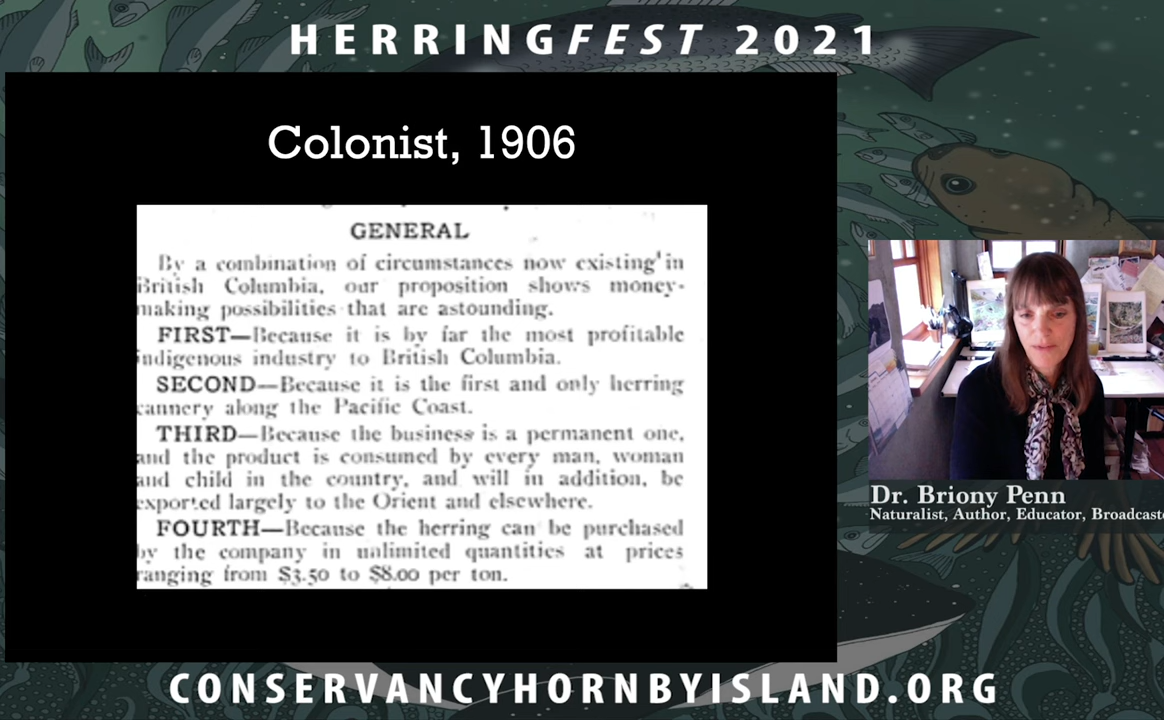 HERRINGFEST 2021
Colonist, 1906
GENERAL
By a combination of circumstances now existing in
British Columbia, our proposition shows money-
making possibilities that are astounding.
FIRST—Because it is by far the most profitable
indigenous industry to British Columbia.
SECOND—Because it is the first and only herring
cannery along the Pacific Coast.
THIRD—Because the business is a permanent one,
and the product is consumed by every man, woman
and child in the country, and will in addition, be
exported largely to the Orient and elsewhere.
FOURTH—Because the herring can be purchased
by the company in unlimited quantities at prices
ranging from $3.50 to $8.00 per ton.
Dr. Briony Penn
Naturalist, Author, Educator, Broadcaste
CONSERVANCYHORNBYISLAND.ORG